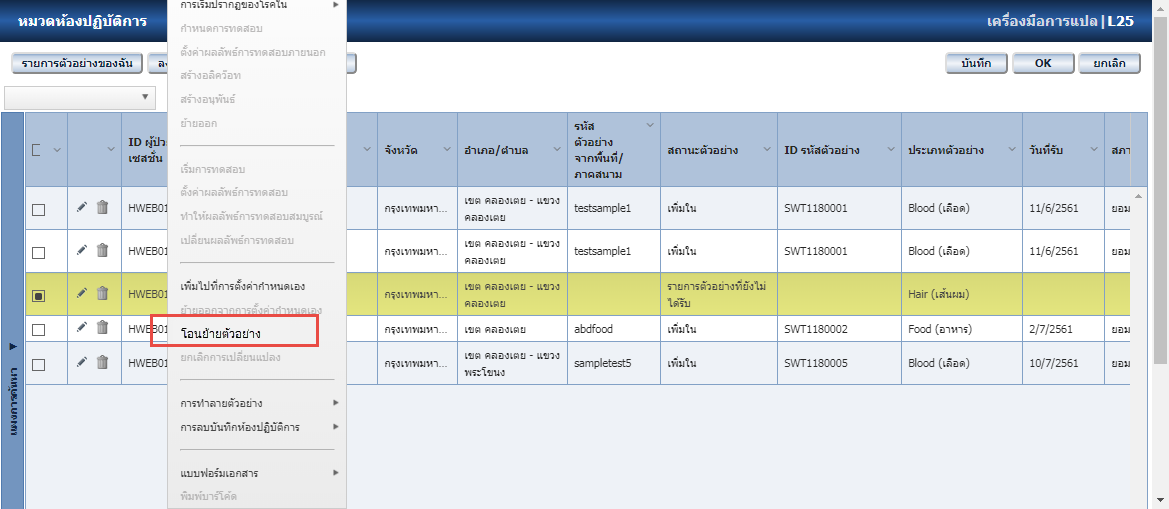 หมวดห้องปฏิบัติการ
เครื่องมือการแปล|L25
รายการตัวอย่างของฉัน
บันทึก
OK
ยกเลิก
การเริ่มปรากฏของโรคใน
กำหนดการทดสอบ
ตั้งค่าผลลัพธ์การทดสอบภายนอก
สร้างอลิควีอท
สร้างอนุพันธ์
ย้ายออก
เริ่มการทดสอบ
ตั้งค่าผลลัพธ์การทดสอบ
ทำให้ผลลัพธ์การทดสอบสมบูรณ์
เปลี่ยนผลลัพธ์การทดสอบ
เพิ่มไปที่การตั้งค่ากำหนดเอง
ย้ายออกจากการตั้งค่ากำหนดเอง
โอนย้ายตัวอย่าง
ยกเลิกการเปลี่ยนแปลง
การทำลายตัวอย่าง
การลบบันทึกห้องปฏิบัติการ
แบบฟอร์มเอกสาร
พิมพ์บาร์โค้ด
แผงการค้นหา
ID ผู้ป่ว
เซสชั่น
จังหวัด
อำเภอ/ตำบล
รหัส
ตัวอย่าง
จากพื้นที่/
ภาคสนาม
สถานะตัวอย่าง
ID รหัสตัวอย่าง
ประเภทตัวอย่าง
วันที่รับ
สภา
HWEB01
กรุงเทพมหา...
เขต คลองเตย - แขวง
คลองเตย
testsample1
เพิ่มใน
SWT1180001
Blood (เลือด)
11/6/2561
ยอม
HWEB01
กรุงเทพมหา...
เขต คลองเตย - แขวง
คลองเตย
testsample1
เพิ่มใน
SWT1180001
Blood (เลือด)
11/6/2561
ยอม
HWEB01
กรุงเทพมหา...
เขต คลองเตย - แขวง
คลองเตย
รายการตัวอย่างที่ยังไม่
ได้รับ
Hair (เส้นผม)
HWEB01
กรุงเทพมหา...
เขต คลองเตย
abdfood
เพิ่มใน
SWT1180002
Food (อาหาร)
2/7/2561
ยอม
HWEB01
กรุงเทพมหา...
เขต คลองเตย - แขวง
พระโขนง
sampletest5
เพิ่มใน
SWT1180005
Blood (เลือด)
10/7/2561
ยอม